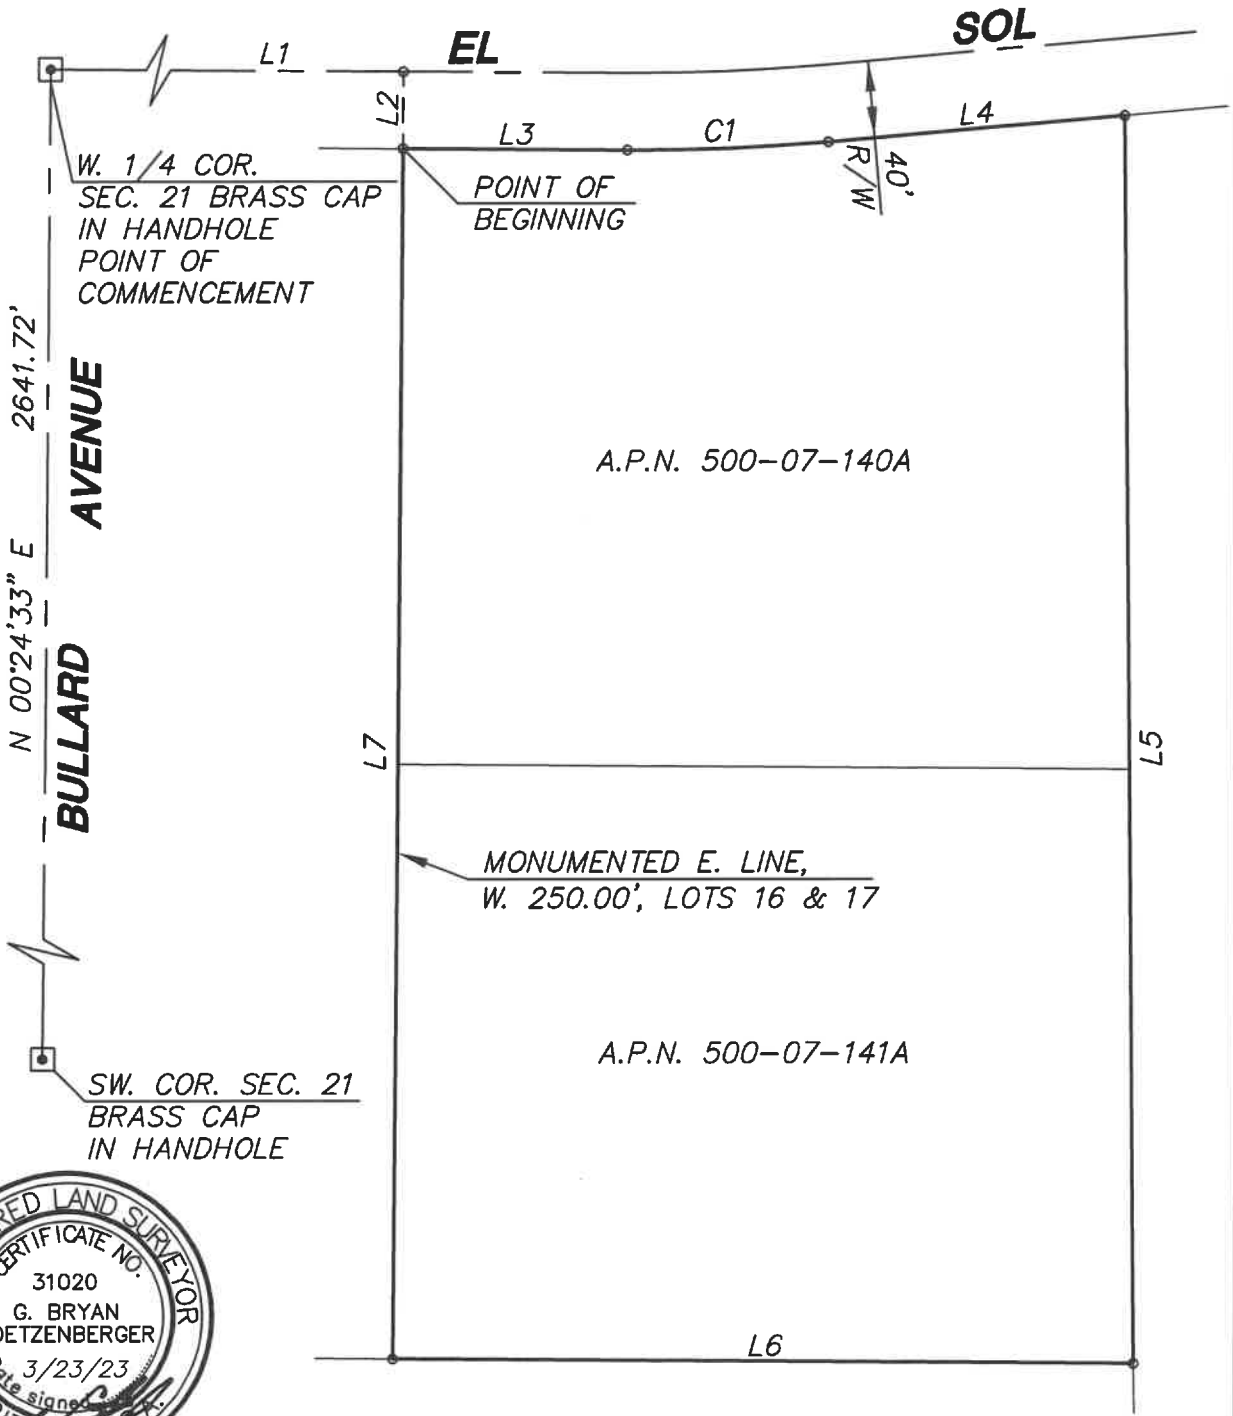 EL
SOL
L1
L2
L3
C1
L4
40'
R/W
W. 1/4 COR.
SEC. 21 BRASS CAP
IN HANDHOLE
POINT OF
COMMENCEMENT
POINT OF
BEGINNING
N 00°24'33" E 2641.72'
BULLARD AVENUE
A.P.N. 500-07-140A
L7
L5
MONUMENTED E. LINE,
W. 250.00', LOTS 16 & 17
A.P.N. 500-07-141A
SW. COR. SEC. 21
BRASS CAP
IN HANDHOLE
L6
LAND SURVEYOR
CERTIFICATE NO.
31020
G. BRYAN
3/23/23
signed